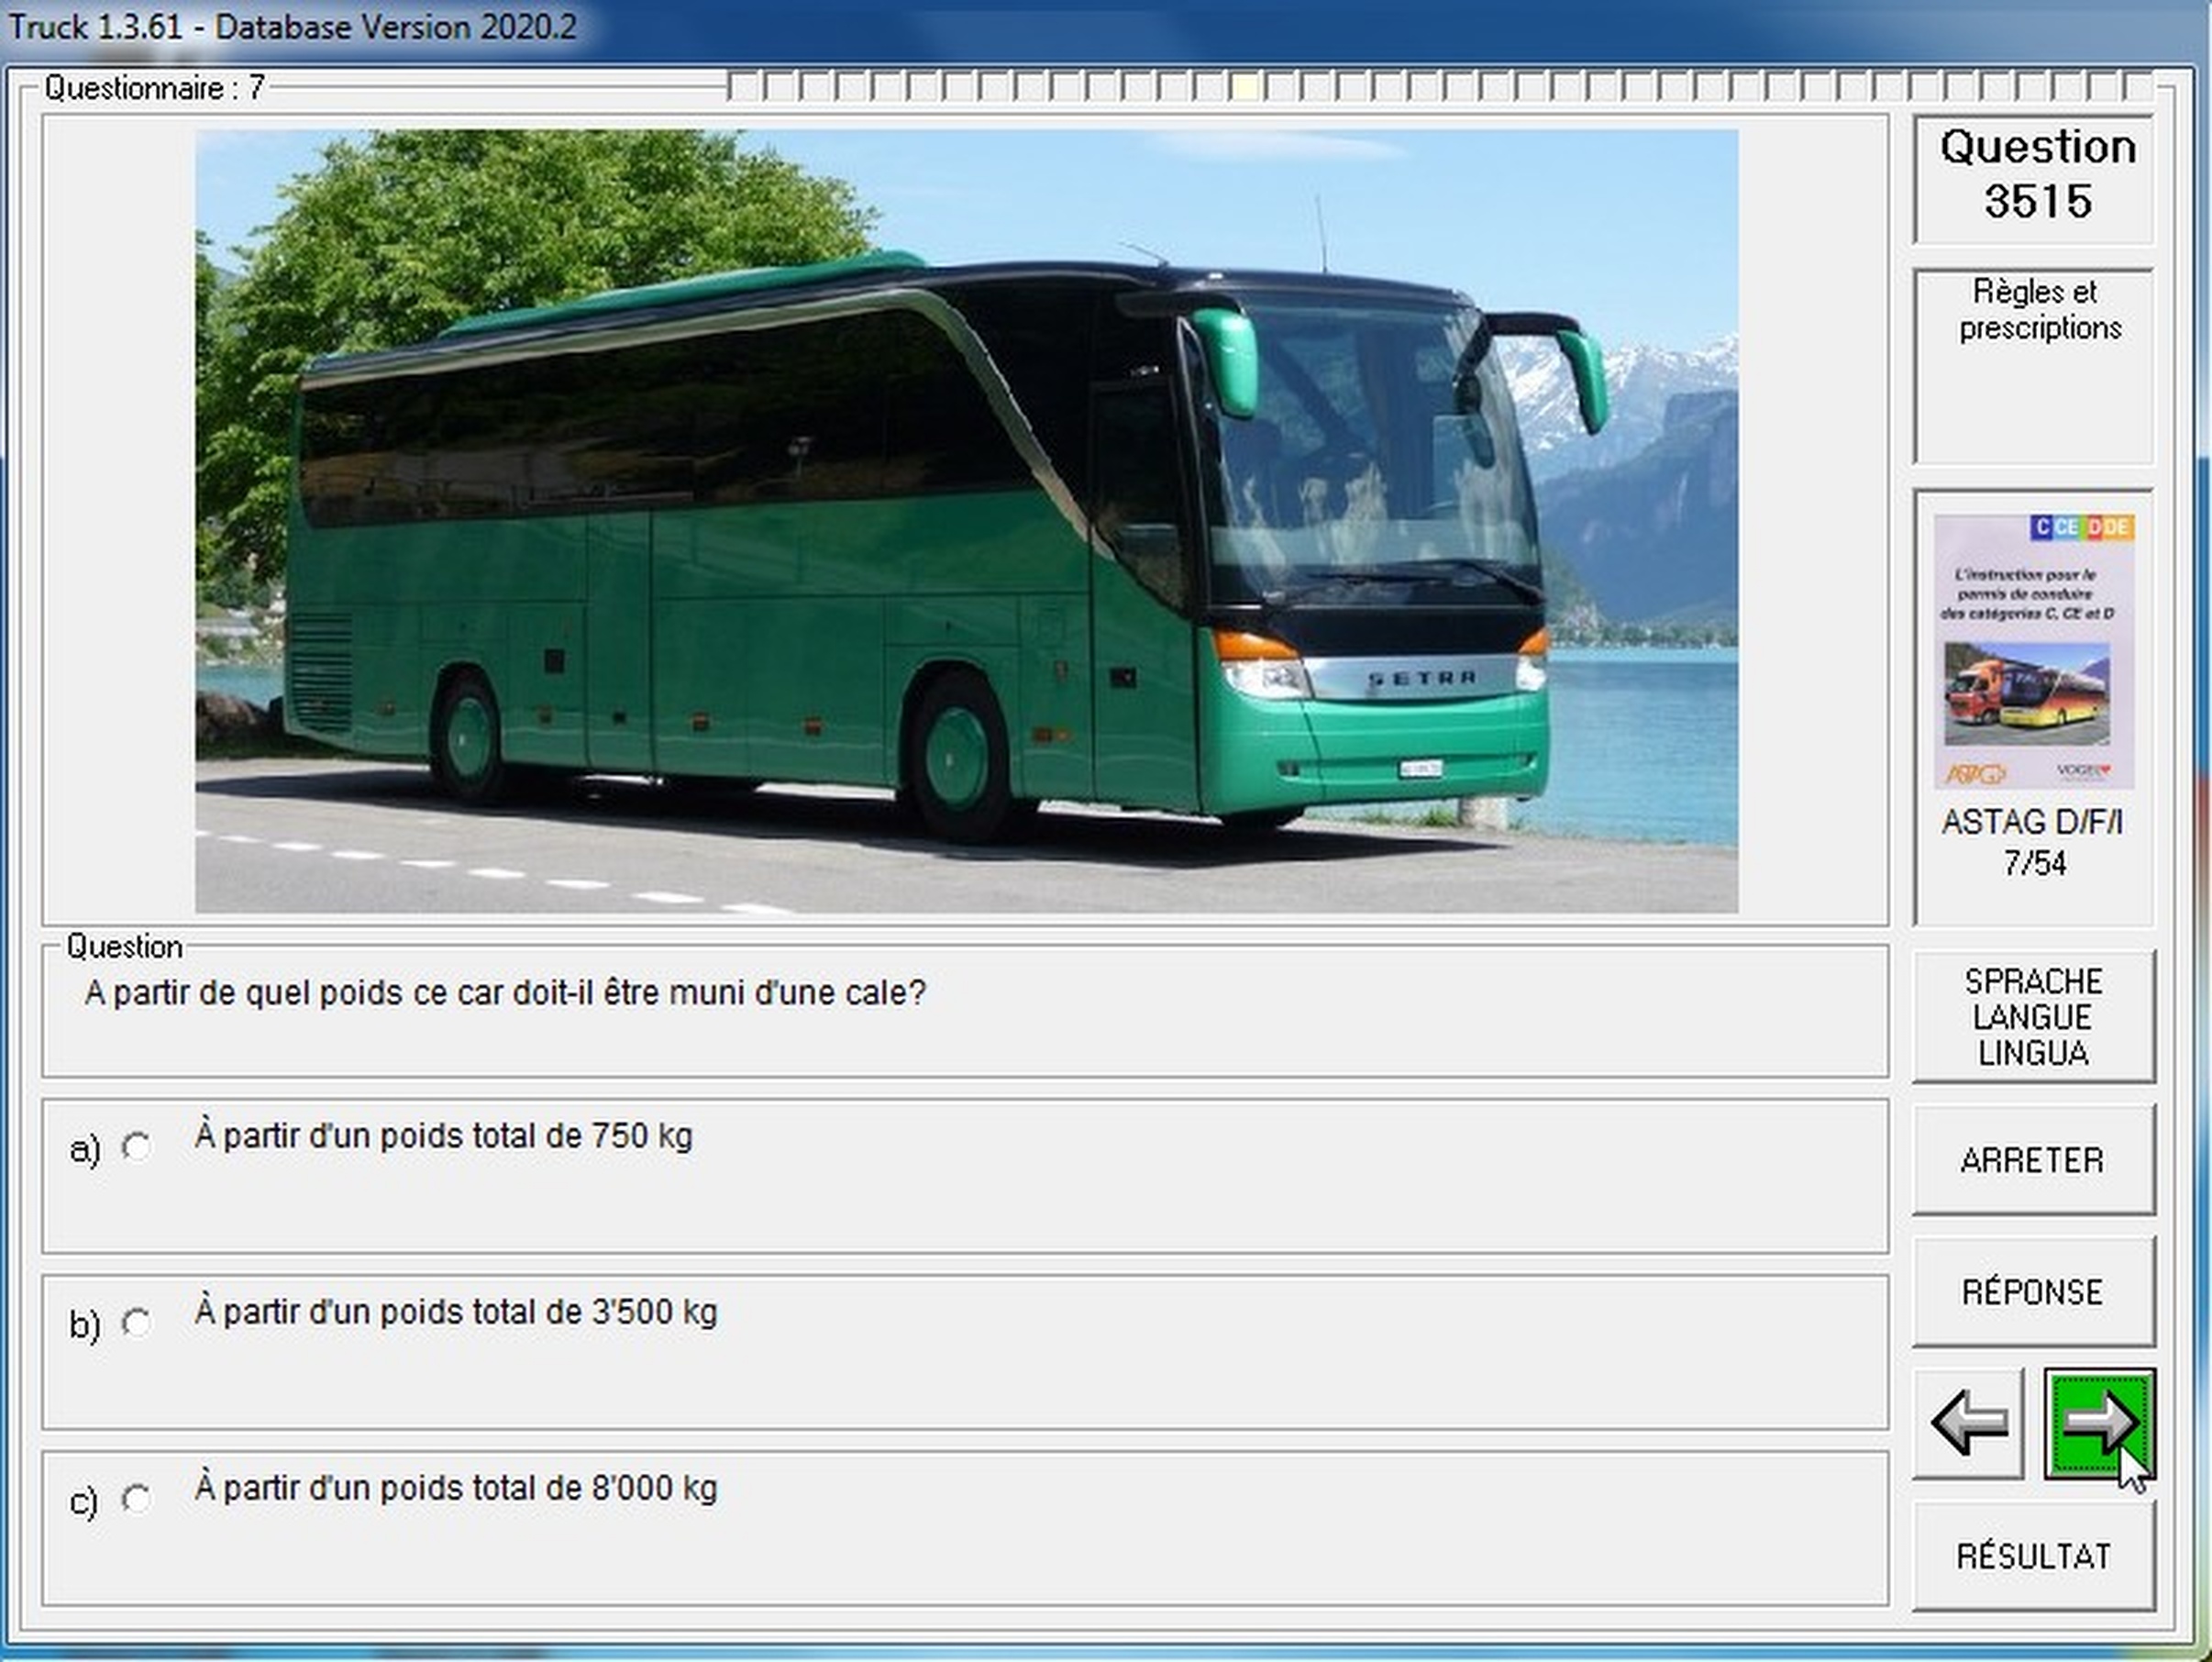 Truck 1.3.61 - Database Version 2020.2
Questionnaire : 7
SETRA
Question
3515
Règles et
prescriptions
C CE D DE
L'instruction pour le
permis de conduire
des catégories C, CE et D
ASTAG
VOGEL
ASTAG D/F/I
7/54
Question
A partir de quel poids ce car doit-il être muni d'une cale?
a) À partir d'un poids total de 750 kg
b) À partir d'un poids total de 3'500 kg
c) À partir d'un poids total de 8'000 kg
SPRACHE
LANGUE
LINGUA
ARRETER
RÉPONSE
RÉSULTAT